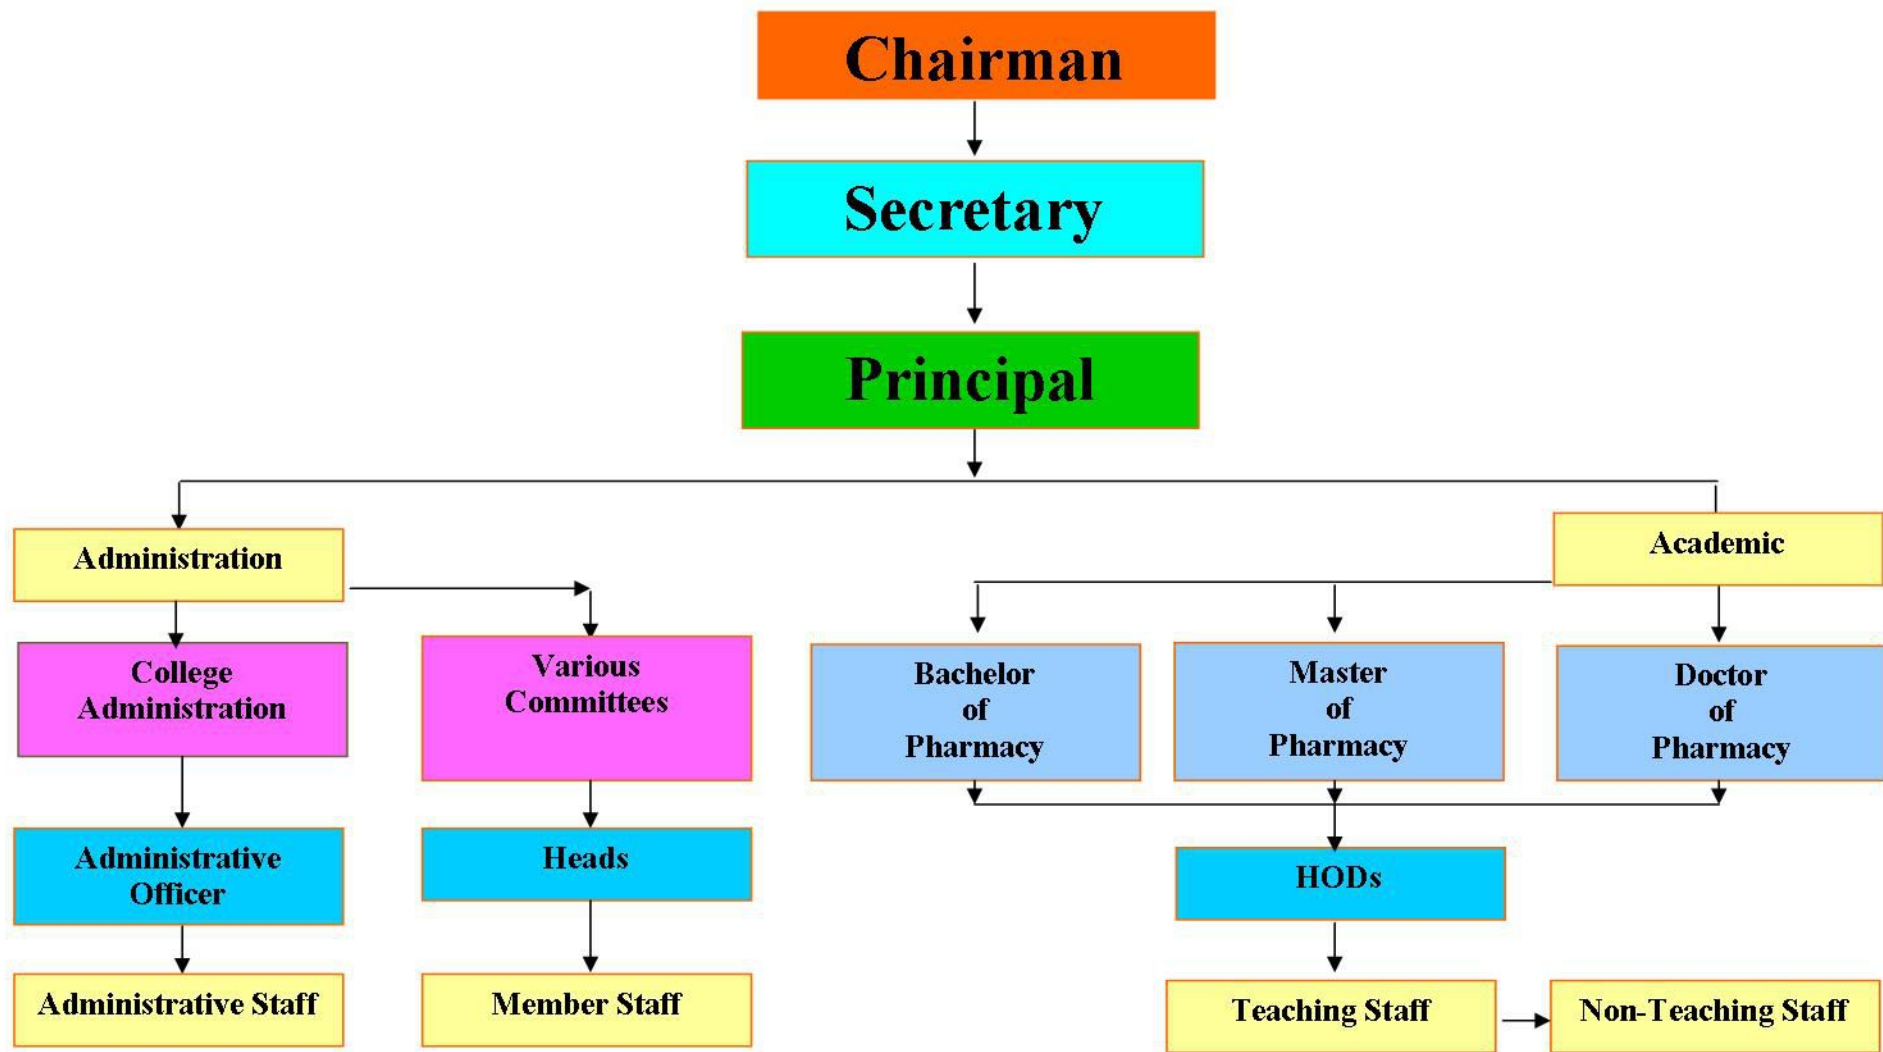 Chairman
Secretary
Principal
Administration
Academic
College
Administration
Various
Committees
Bachelor
of
Pharmacy
Master
of
Pharmacy
Doctor
of
Pharmacy
Administrative
Officer
Heads
HODs
Administrative Staff
Member Staff
Teaching Staff
Non-Teaching Staff